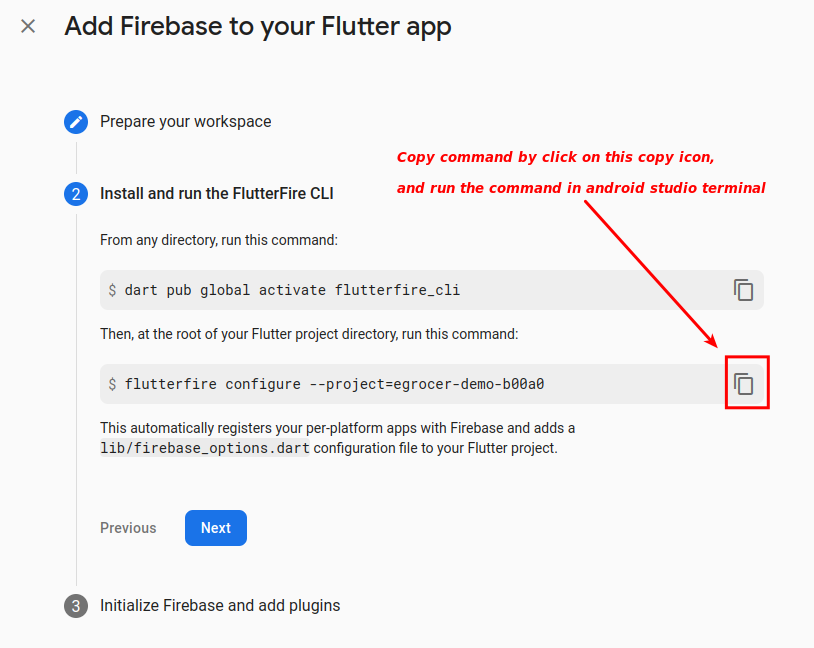 Add Firebase to your Flutter app
Prepare your workspace
Copy command by click on this copy icon,
and run the command in android studio terminal
2 Install and run the FlutterFire CLI
From any directory, run this command:
$ dart pub global activate flutterfire_cli
Then, at the root of your Flutter project directory, run this command:
$ flutterfire configure --project=egrocer-demo-b00a0
This automatically registers your per-platform apps with Firebase and adds a
lib/firebase_options.dart configuration file to your Flutter project.
Previous Next
3 Initialize Firebase and add plugins